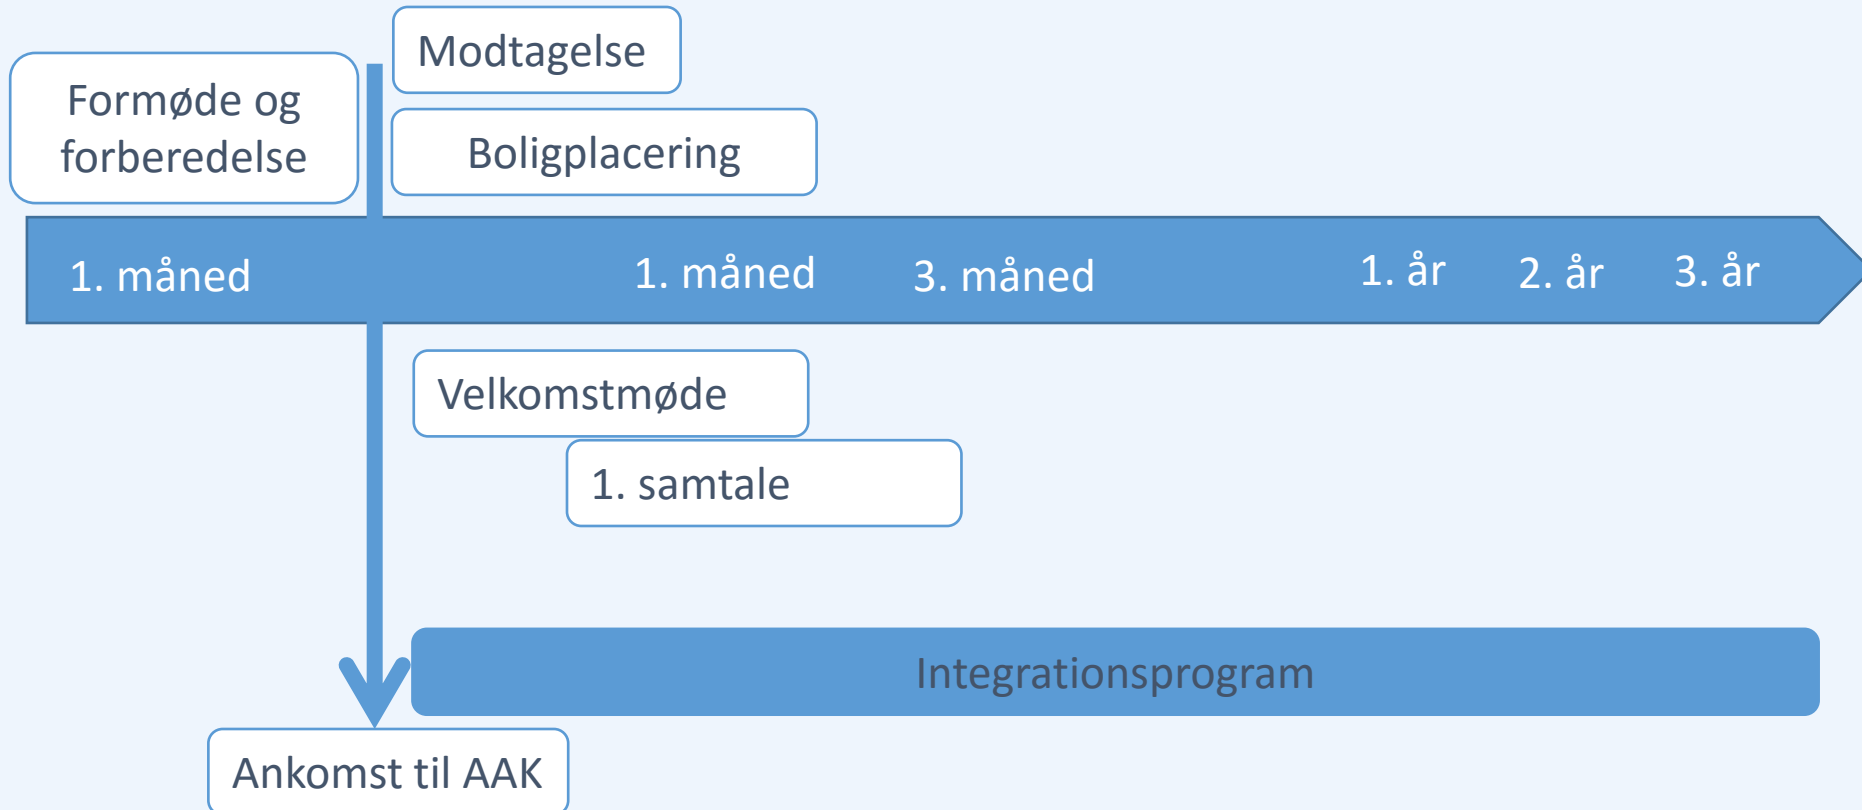 Modtagelse
Formøde og
forberedelse
Boligplacering
1. måned
1. måned
3. måned
1. år
2. år
3. år
Velkomstmøde
1. samtale
Integrationsprogram
Ankomst til AAK